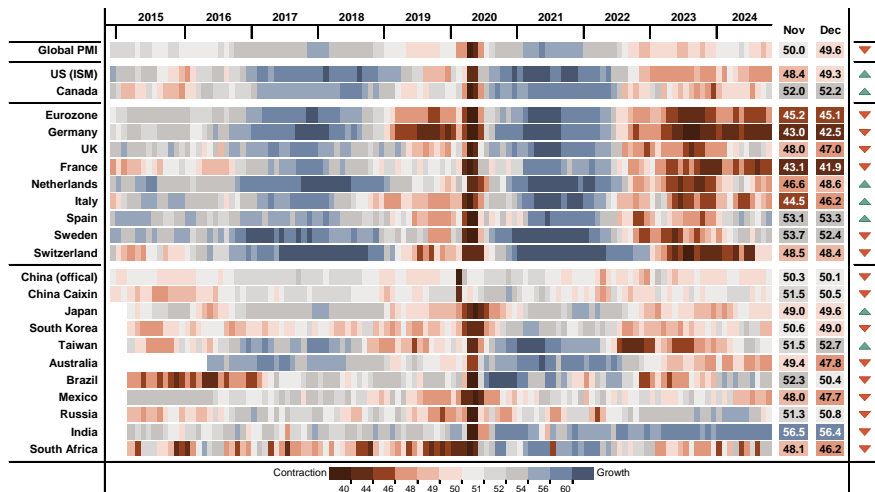 2015 2016 2017 2018 2019 2020 2021 2022 2023 2024 Nov Dec
Global PMI 50.0 49.6
US (ISM) 48.4 49.3
Canada 52.0 52.2
Eurozone 45.2 45.1
Germany 43.0 42.5
UK 48.0 47.0
France 43.1 41.9
Netherlands 46.6 48.6
Italy 44.5 46.2
Spain 53.1 53.3
Sweden 53.7 52.4
Switzerland 48.5 48.4
China (offical) 50.3 50.1
China Caixin 51.5 50.5
Japan 49.0 49.6
South Korea 50.6 49.0
Taiwan 51.5 52.7
Australia 49.4 47.8
Brazil 52.3 50.4
Mexico 48.0 47.7
Russia 51.3 50.8
India 56.5 56.4
South Africa 48.1 46.2
Contraction Growth
40 44 46 48 49 50 51 52 54 56 60